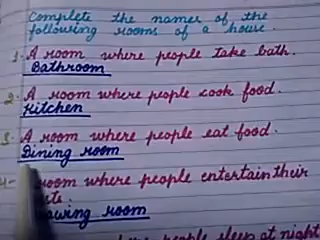 Complete the names of the
following rooms of a house.
1- A room where people take bath.
Bathroom
2- A room where people cook food.
Kitchen
3- A room where people eat food.
Dining room
4- room where people entertain their
room
people sleep at night